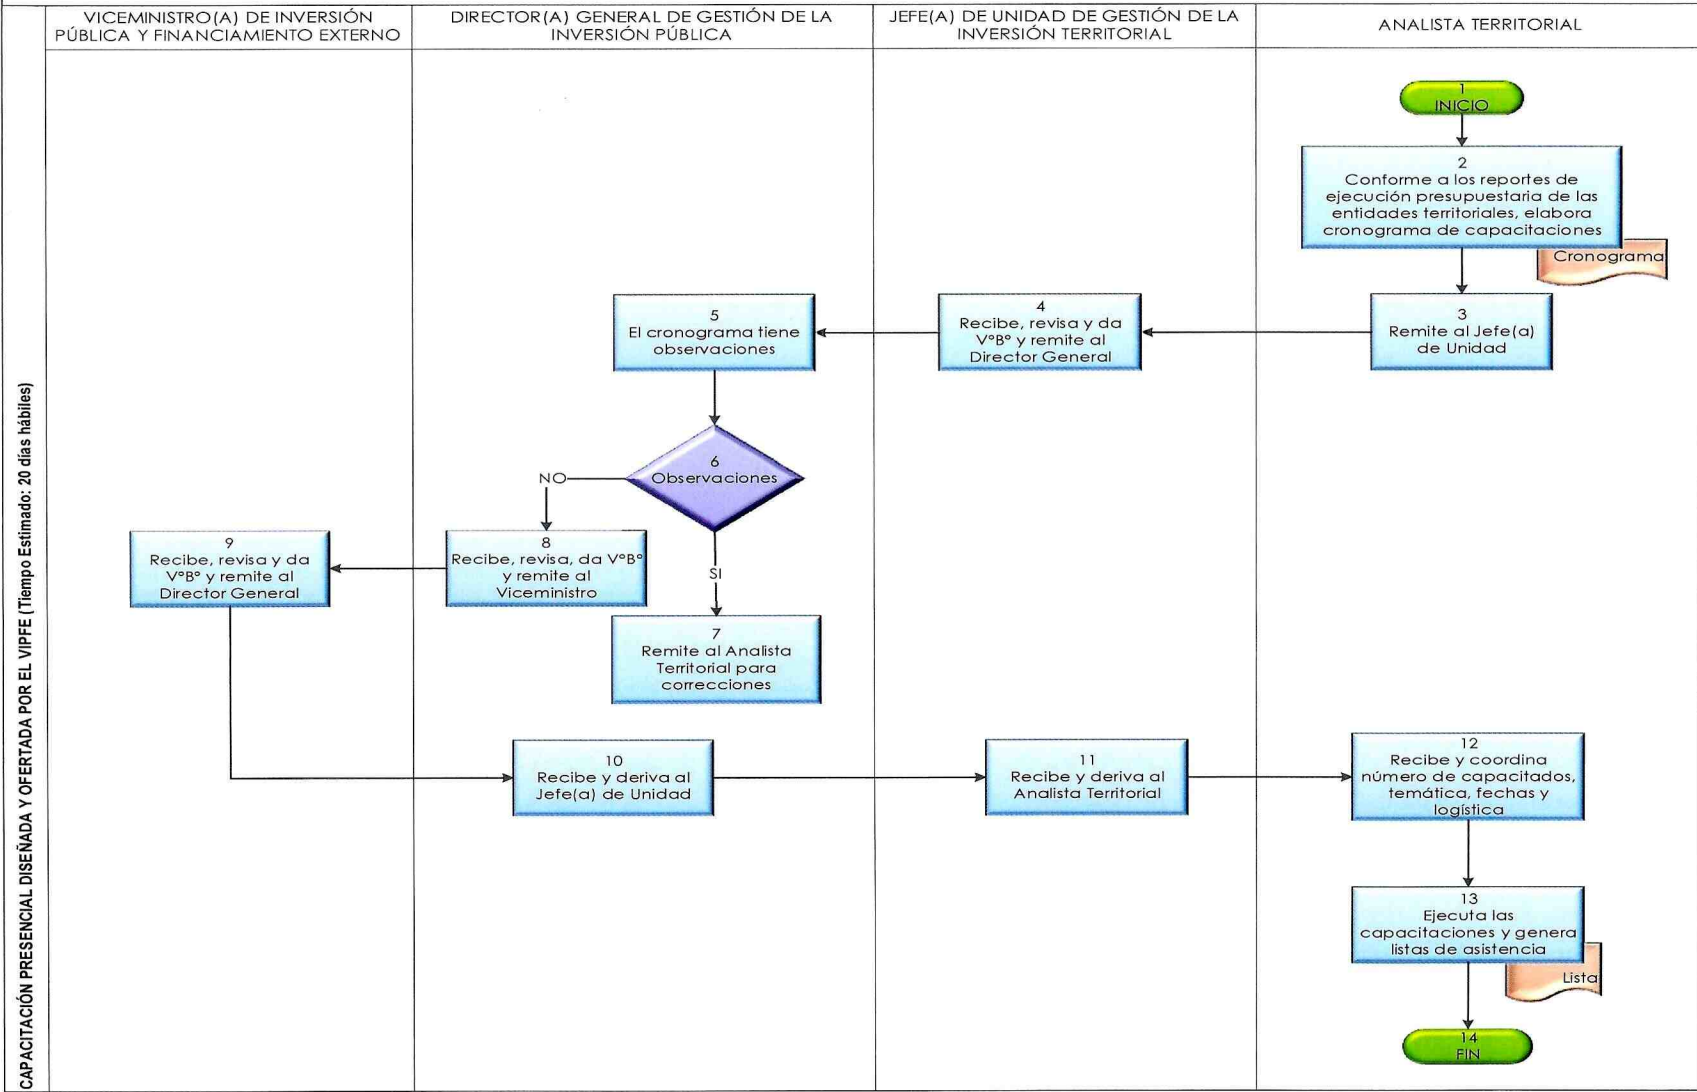 VICEMINISTRO(A) DE INVERSIÓN
PÚBLICA Y FINANCIAMIENTO EXTERNO
DIRECTOR(A) GENERAL DE GESTIÓN DE LA
INVERSIÓN PÚBLICA
JEFE(A) DE UNIDAD DE GESTIÓN DE LA
INVERSIÓN TERRITORIAL
ANALISTA TERRITORIAL
CAPACITACIÓN PRESENCIAL DISEÑADA Y OFERTADA POR EL VIPFE (Tiempo Estimado: 20 días hábiles)
1
INICIO
2
Conforme a los reportes de
ejecución presupuestaria de las
entidades territoriales, elabora
cronograma de capacitaciones
Cronograma
3
Remite al Jefe(a)
de Unidad
4
Recibe, revisa y da
V°B° y remite al
Director General
5
El cronograma tiene
observaciones
6
Observaciones
NO
SI
7
Remite al Analista
Territorial para
correcciones
8
Recibe, revisa, da V°B°
y remite al
Viceministro
9
Recibe, revisa y da
V°B° y remite al
Director General
10
Recibe y deriva al
Jefe(a) de Unidad
11
Recibe y deriva al
Analista Territorial
12
Recibe y coordina
número de capacitados,
temática, fechas y
logística
13
Ejecuta las
capacitaciones y genera
listas de asistencia
Lista
14
FIN